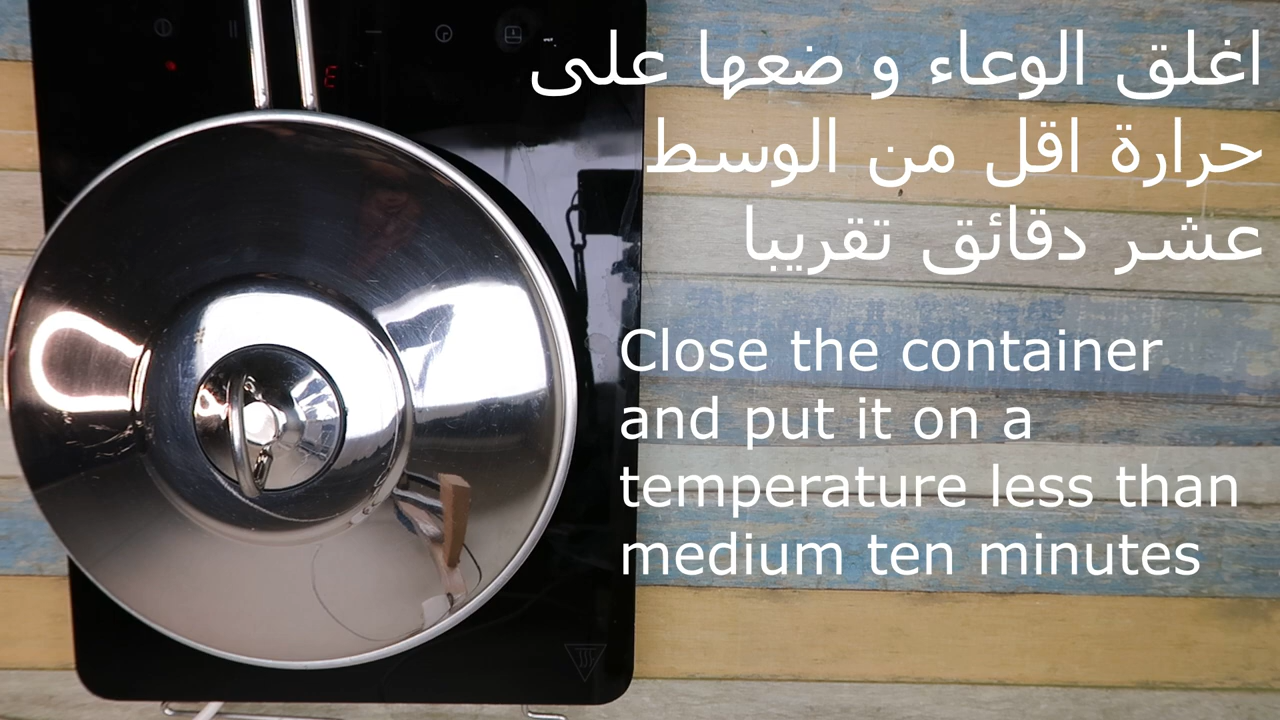 اغلق الوعاء و ضعها على
حرارة اقل من الوسط
عشر دقائق تقريبا
Close the container
and put it on a
temperature less than
medium ten minutes